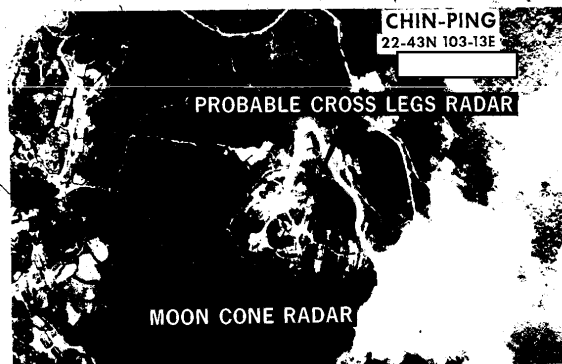 CHIN-PING
22-43N 103-13E
PROBABLE CROSS LEGS RADAR
MOON CONE RADAR